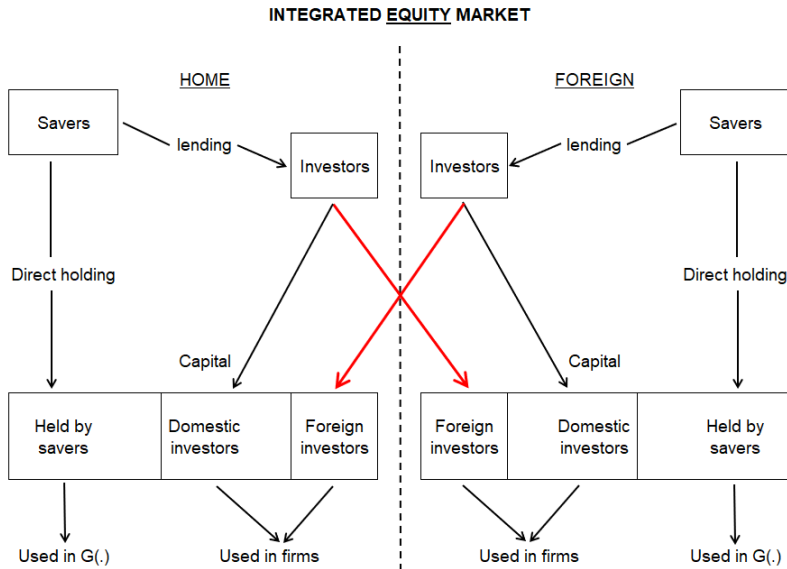 INTEGRATED EQUITY MARKET
HOME
FOREIGN
Savers
Savers
lending
lending
Investors
Investors
Direct holding
Direct holding
Capital
Capital
Held by
savers
Domestic
investors
Foreign
investors
Foreign
investors
Domestic
investors
Held by
savers
Used in G(.)
Used in firms
Used in firms
Used in G(.)